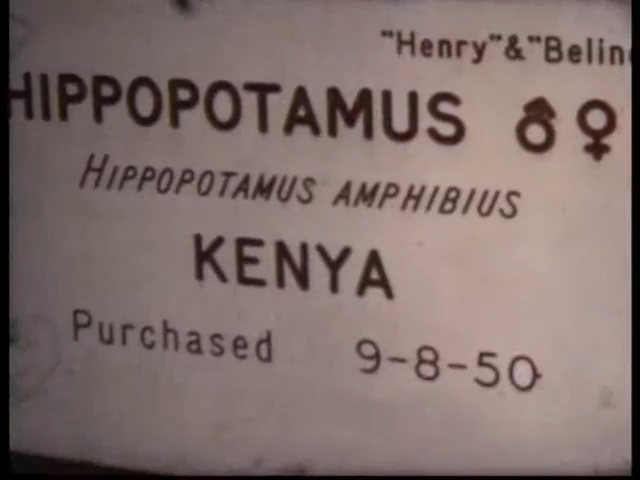 "Henry"&"Belin
HIPPOPOTAMUS ♂♀
HIPPOPOTAMUS AMPHIBIUS
KENYA
Purchased 9-8-50